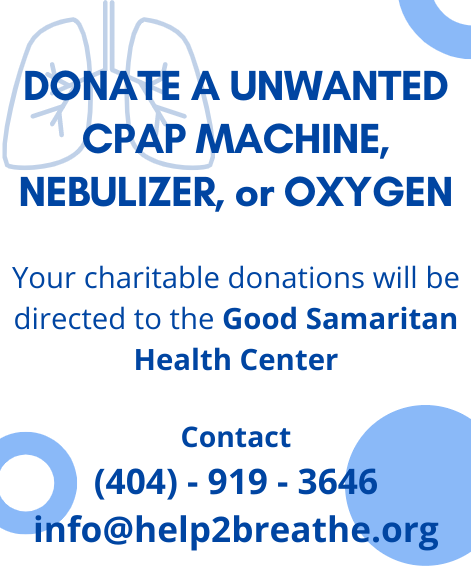 DONATE A UNWANTED
CPAP MACHINE,
NEBULIZER, or OXYGEN
Your charitable donations will be
directed to the Good Samaritan
Health Center
Contact
(404) - 919 - 3646
info@help2breathe.org